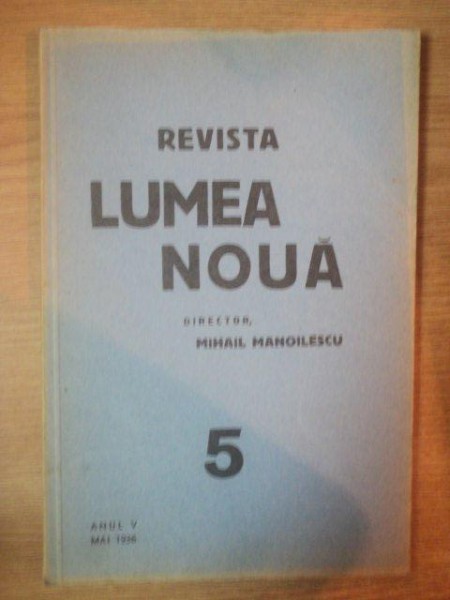 REVISTA
LUMEA
NOUĂ
DIRECTOR,
MIHAIL MANOILESCU
5
ANUL V
MAI 1936